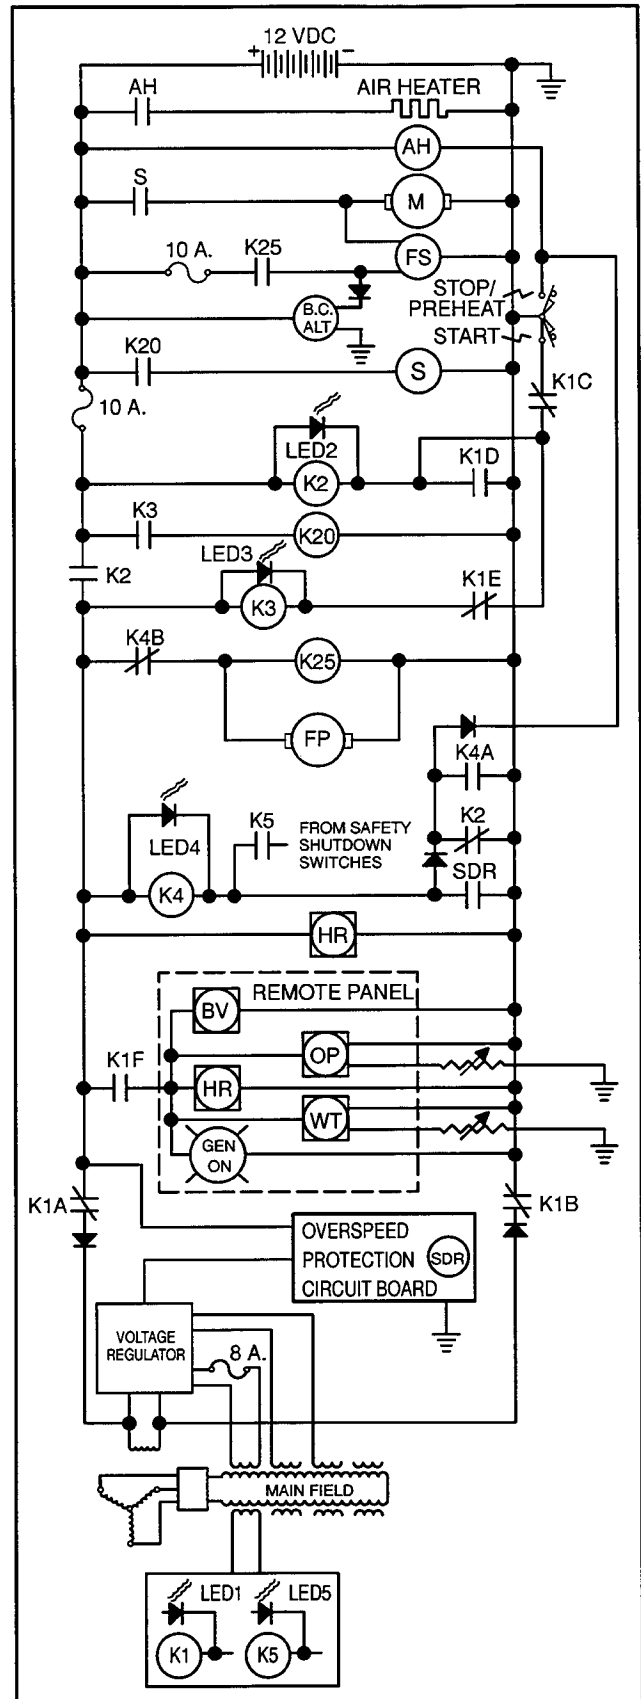 12 VDC
+ −
AH
AIR HEATER
AH
S
M
10 A.
K25
FS
STOP/
PREHEAT
START
B.C.
ALT
K20
S
K1C
10 A.
LED2
K1D
K2
K3
K20
K2
LED3
K1E
K3
K4B
K25
FP
K4A
LED4
K5
FROM SAFETY
SHUTDOWN
SWITCHES
K2
SDR
K4
HR
REMOTE PANEL
BV
OP
K1F
HR
WT
GEN
ON
K1A
K1B
OVERSPEED
PROTECTION
CIRCUIT BOARD
SDR
VOLTAGE
REGULATOR
8 A.
MAIN FIELD
LED1
LED5
K1
K5